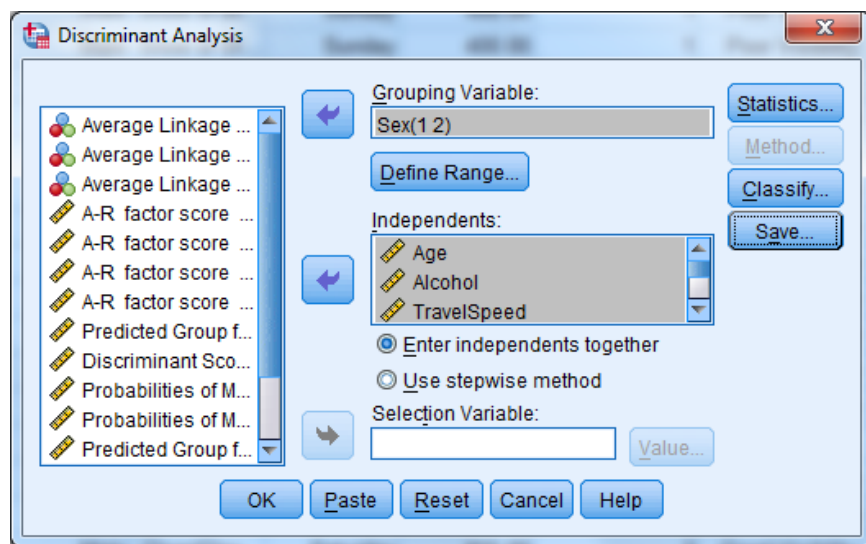 Discriminant Analysis
Average Linkage ...
Average Linkage ...
Average Linkage ...
A-R factor score ...
A-R factor score ...
A-R factor score ...
A-R factor score ...
Predicted Group f...
Discriminant Sco...
Probabilities of M...
Probabilities of M...
Predicted Group f...
Grouping Variable:
Sex(1 2)
Define Range...
Independents:
Age
Alcohol
TravelSpeed
Enter independents together
Use stepwise method
Selection Variable:
Value...
Statistics...
Method...
Classify...
Save...
OK
Paste
Reset
Cancel
Help